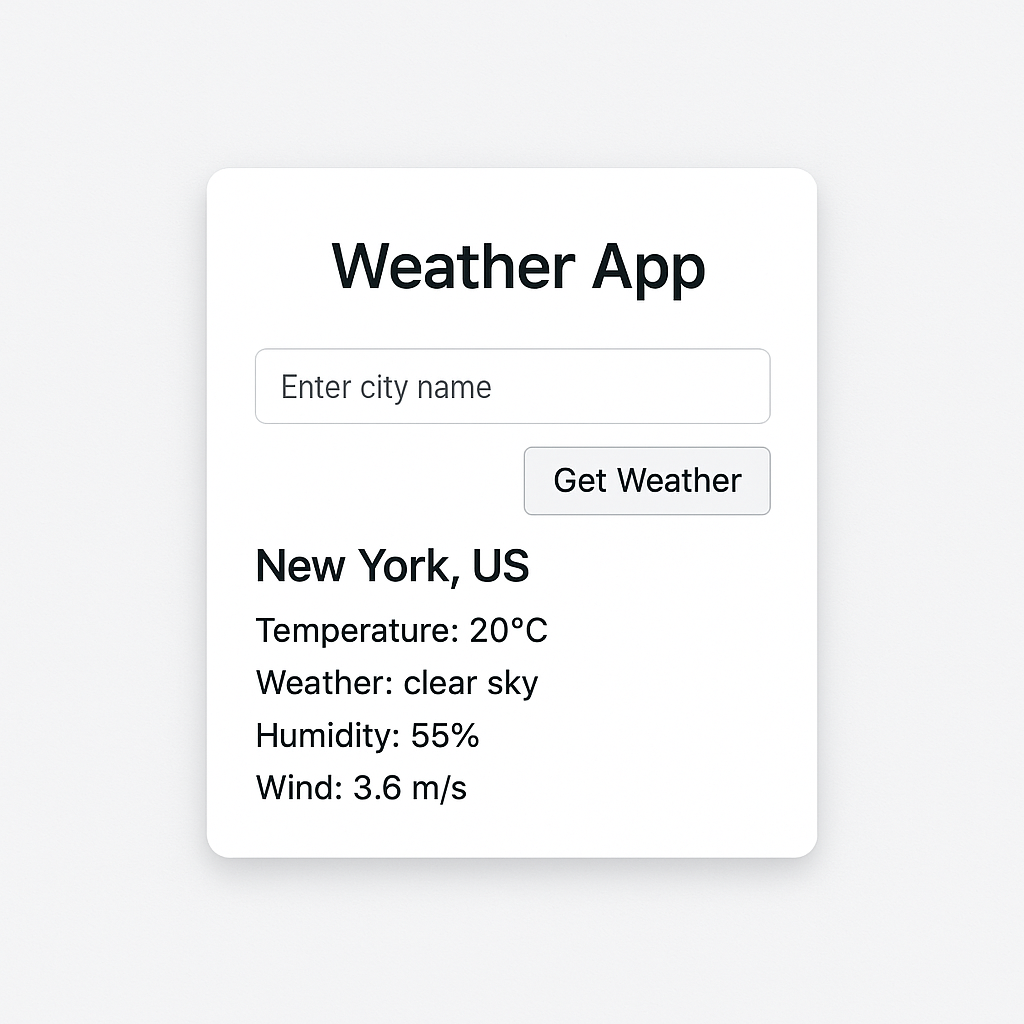 Weather App
Enter city name
Get Weather
New York, US
Temperature: 20°C
Weather: clear sky
Humidity: 55%
Wind: 3.6 m/s